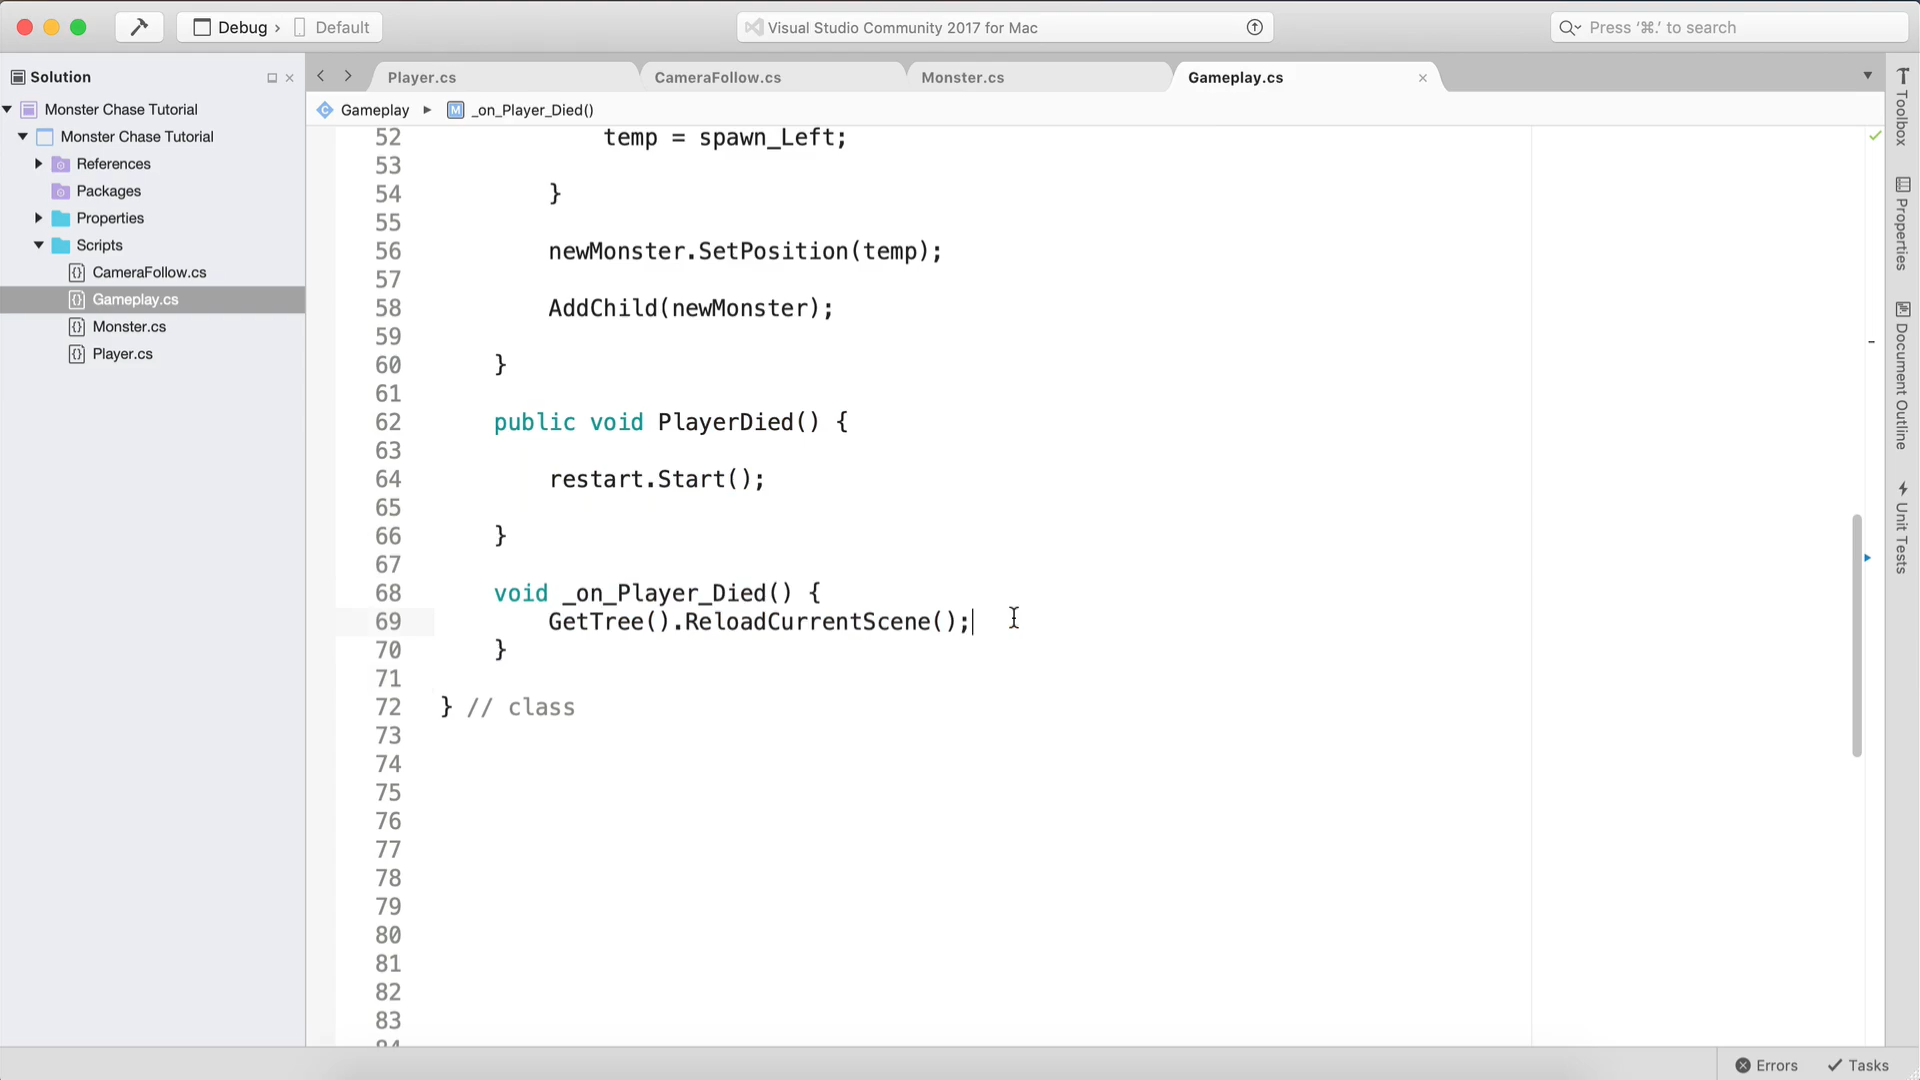 Debug › Default
Visual Studio Community 2017 for Mac
Press '⌘.' to search
Solution
Player.cs
CameraFollow.cs
Monster.cs
Gameplay.cs
Monster Chase Tutorial
Gameplay
_on_Player_Died()
Monster Chase Tutorial
References
Packages
Properties
Scripts
CameraFollow.cs
Gameplay.cs
Monster.cs
Player.cs
52 temp = spawn_Left;
53
54 }
55
56 newMonster.SetPosition(temp);
57
58 AddChild(newMonster);
59
60 }
61
62 public void PlayerDied() {
63
64 restart.Start();
65
66 }
67
68 void _on_Player_Died() {
69 GetTree().ReloadCurrentScene();
70 }
71
72 } // class
73
74
75
76
77
78
79
80
81
82
83
84
Toolbox
Properties
Document Outline
Unit Tests
Errors
Tasks